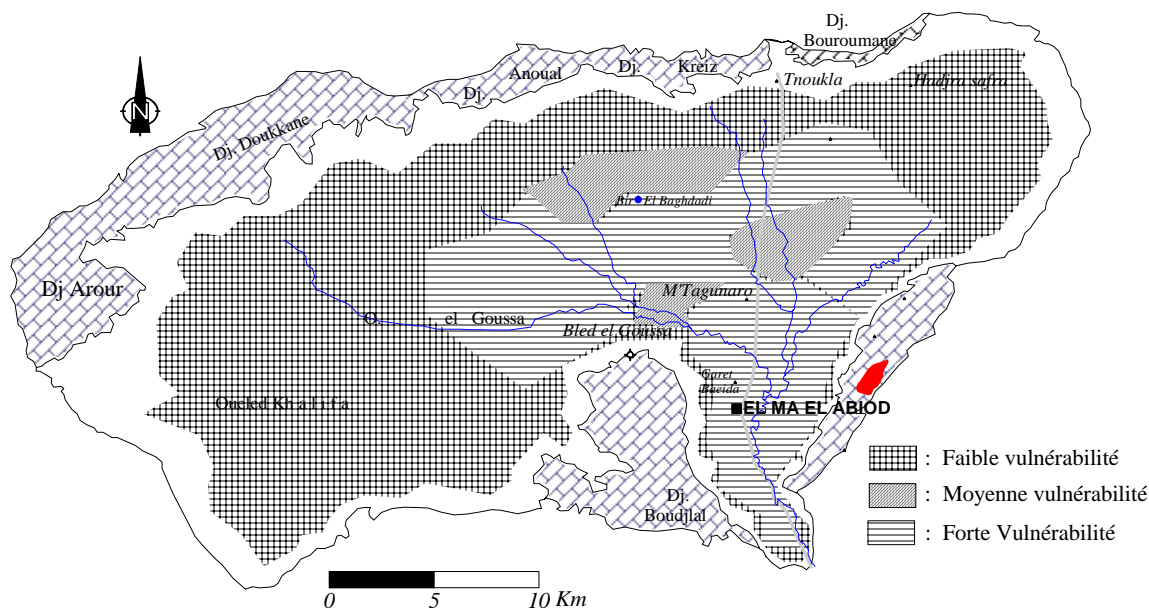 Dj.
Bouroumane
Anoual
Dj.
Kreiz
Tnoukla
Hadjra safra
Dj.
N
Dj. Doukkane
Bir El Baghdadi
Dj Arour
M'Tagunaro
O. el Goussa
Bled el Goussa
Garet
Baeida
Oueled Kh a l i f a
EL MA EL ABIOD
: Faible vulnérabilité
Dj.
Boudjlal
: Moyenne vulnérabilité
: Forte Vulnérabilité
0 5 10 Km